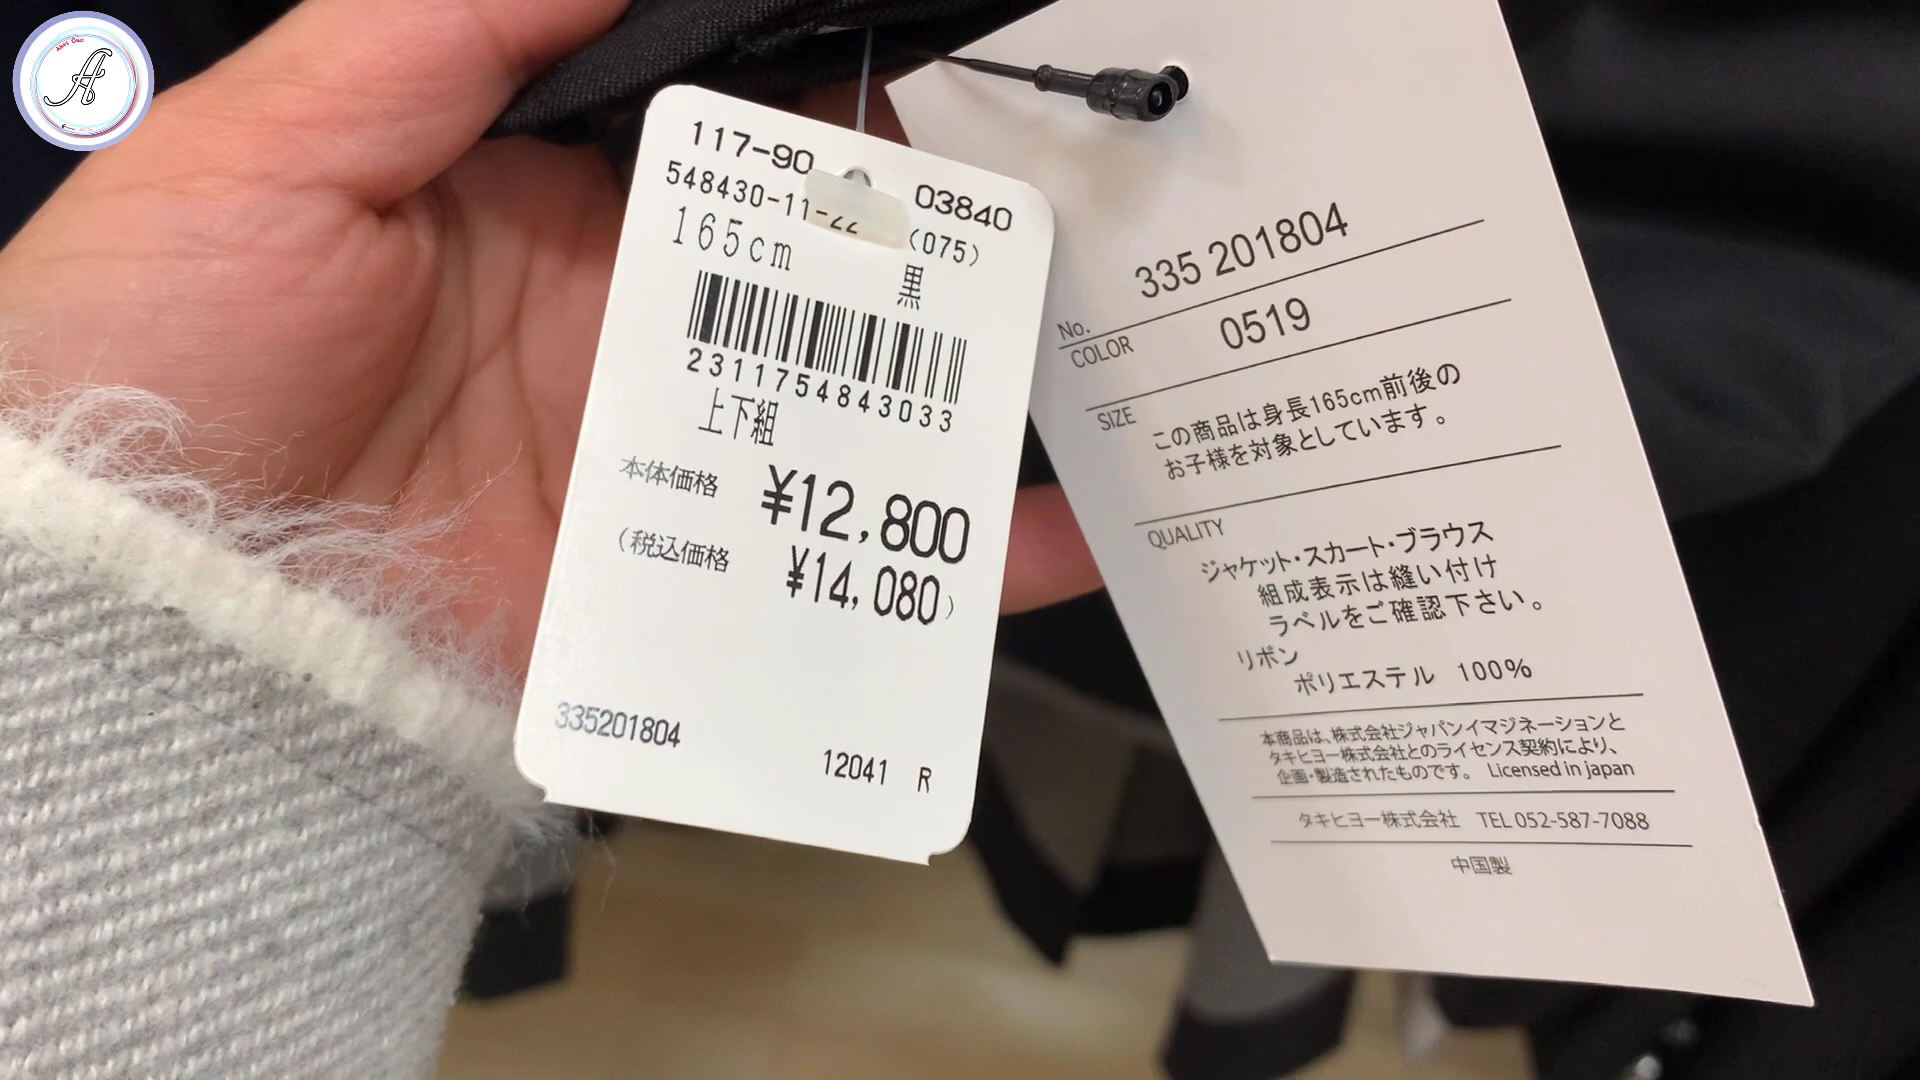 117-90
03840
548430-11-22
(075)
165cm
黒
2311754843033
上下組
本体価格 ¥12,800
(税込価格 ¥14,080)
335201804
12041 R
No. 335 201804
COLOR 0519
SIZE
この商品は身長165cm前後の
お子様を対象としています。
QUALITY
ジャケット・スカート・ブラウス
組成表示は縫い付け
ラベルをご確認下さい。
リボン
ポリエステル 100%
本商品は、株式会社ジャパンイマジネーションと
タキヒヨー株式会社とのライセンス契約により、
企画・製造されたものです。 Licensed in japan
タキヒヨー株式会社 TEL 052-587-7088
中国製